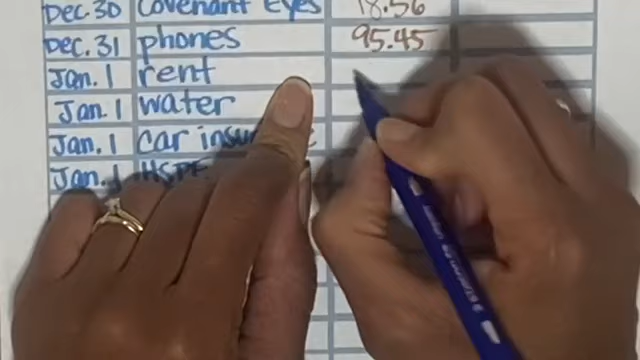 Dec. 30 Covenant Eyes 18.56
Dec. 31 phones 95.45
Jan. 1 rent
Jan. 1 water
Jan. 1 car
Jan. 1